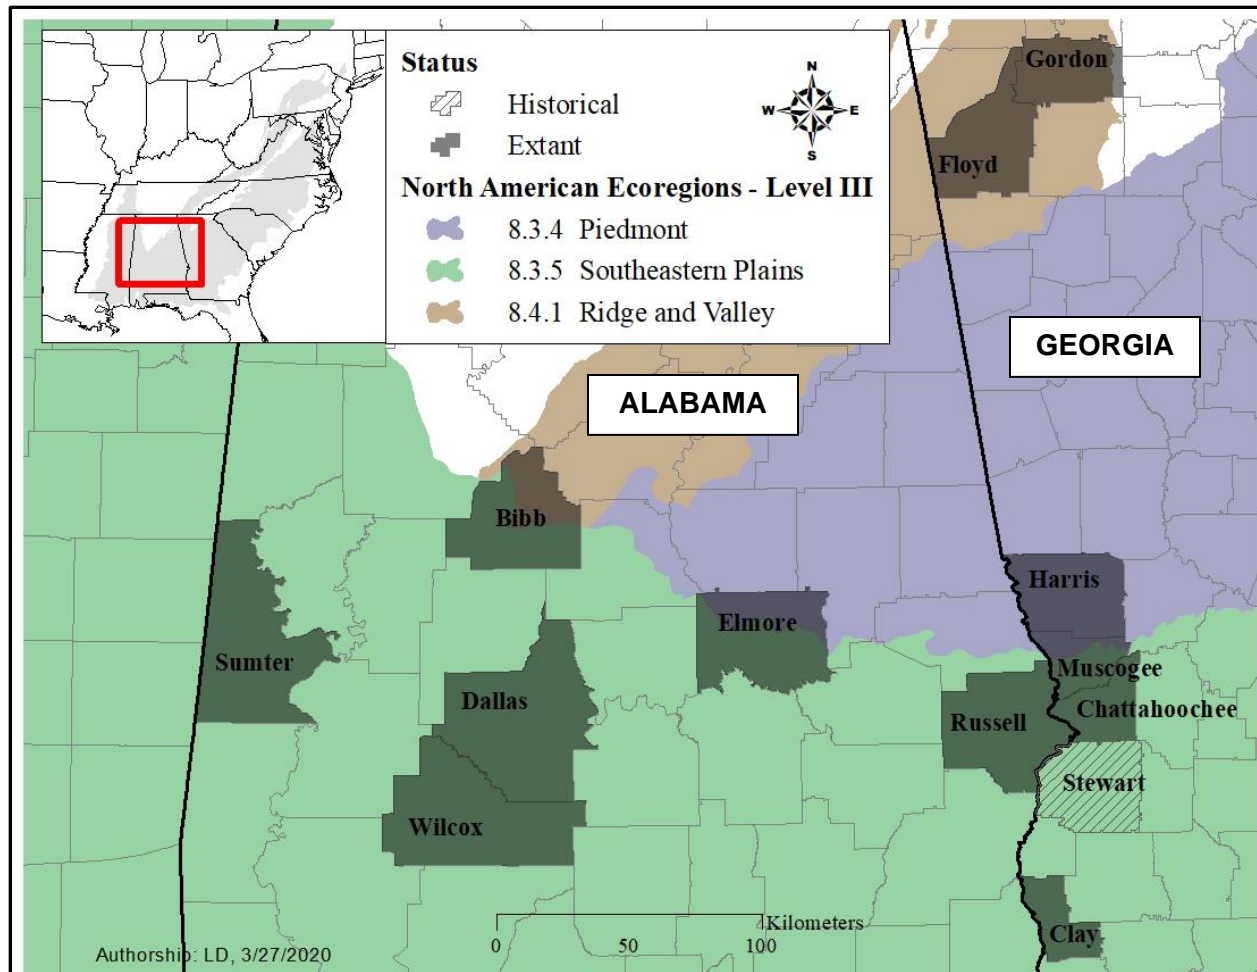 Status
Historical
Extant
North American Ecoregions - Level III
8.3.4 Piedmont
8.3.5 Southeastern Plains
8.4.1 Ridge and Valley
N
W E
S
Gordon
Floyd
GEORGIA
ALABAMA
Bibb
Harris
Elmore
Sumter
Muscogee
Dallas
Chattahoochee
Russell
Stewart
Wilcox
Kilometers
Clay
0 50 100
Authorship: LD, 3/27/2020